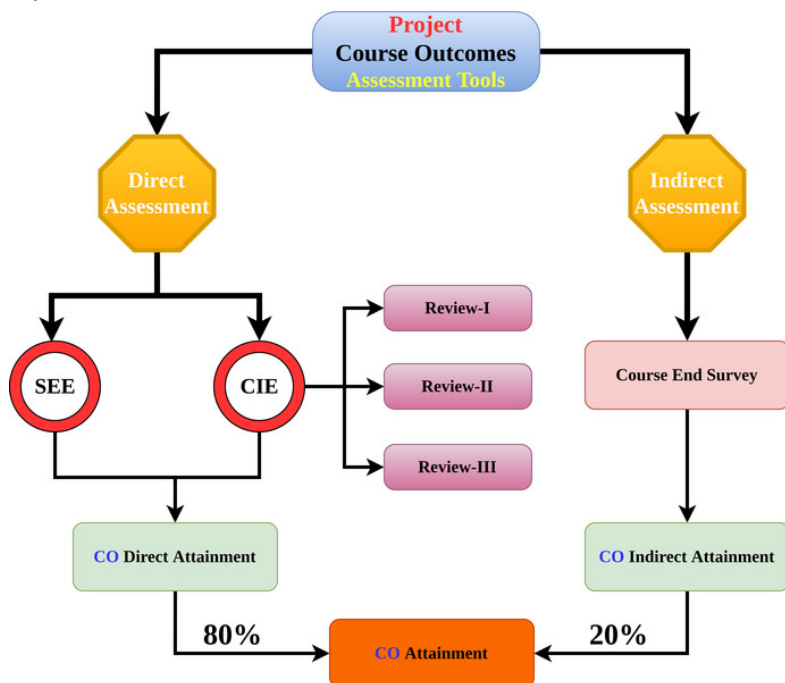 Project
Course Outcomes
Assessment Tools
Direct
Assessment
Indirect
Assessment
Review-I
SEE
CIE
Review-II
Course End Survey
Review-III
CO Direct Attainment
CO Indirect Attainment
80%
20%
CO Attainment